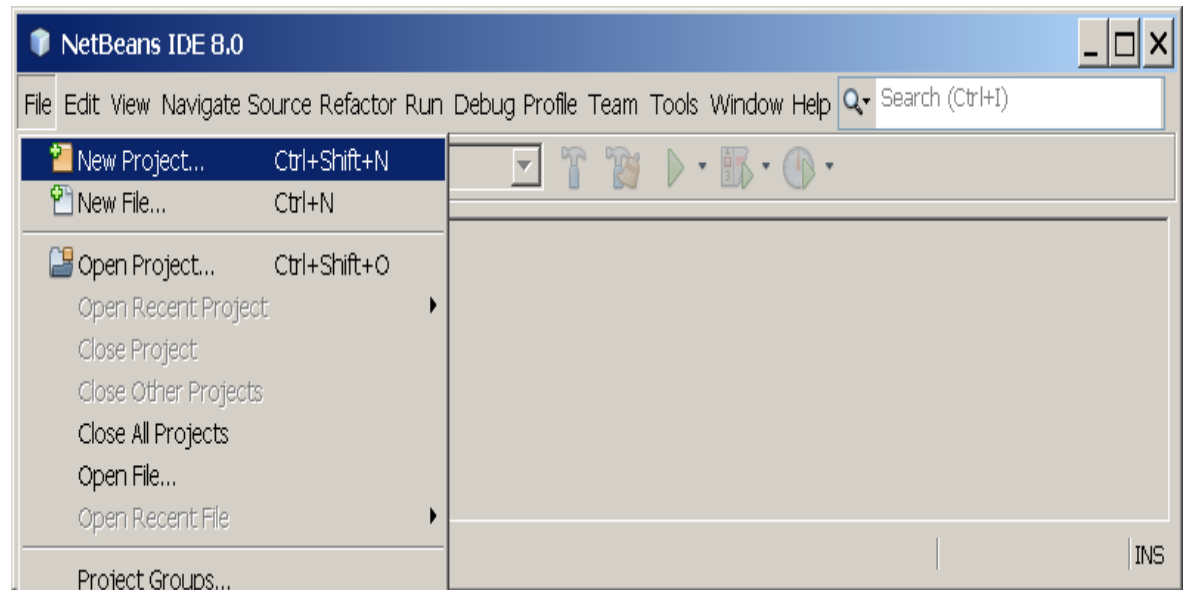 NetBeans IDE 8.0
File Edit View Navigate Source Refactor Run Debug Profile Team Tools Window Help Search (Ctrl+I)
New Project... Ctrl+Shift+N
New File... Ctrl+N
Open Project... Ctrl+Shift+O
Open Recent Project
Close Project
Close Other Projects
Close All Projects
Open File...
Open Recent File
INS
Project Groups...